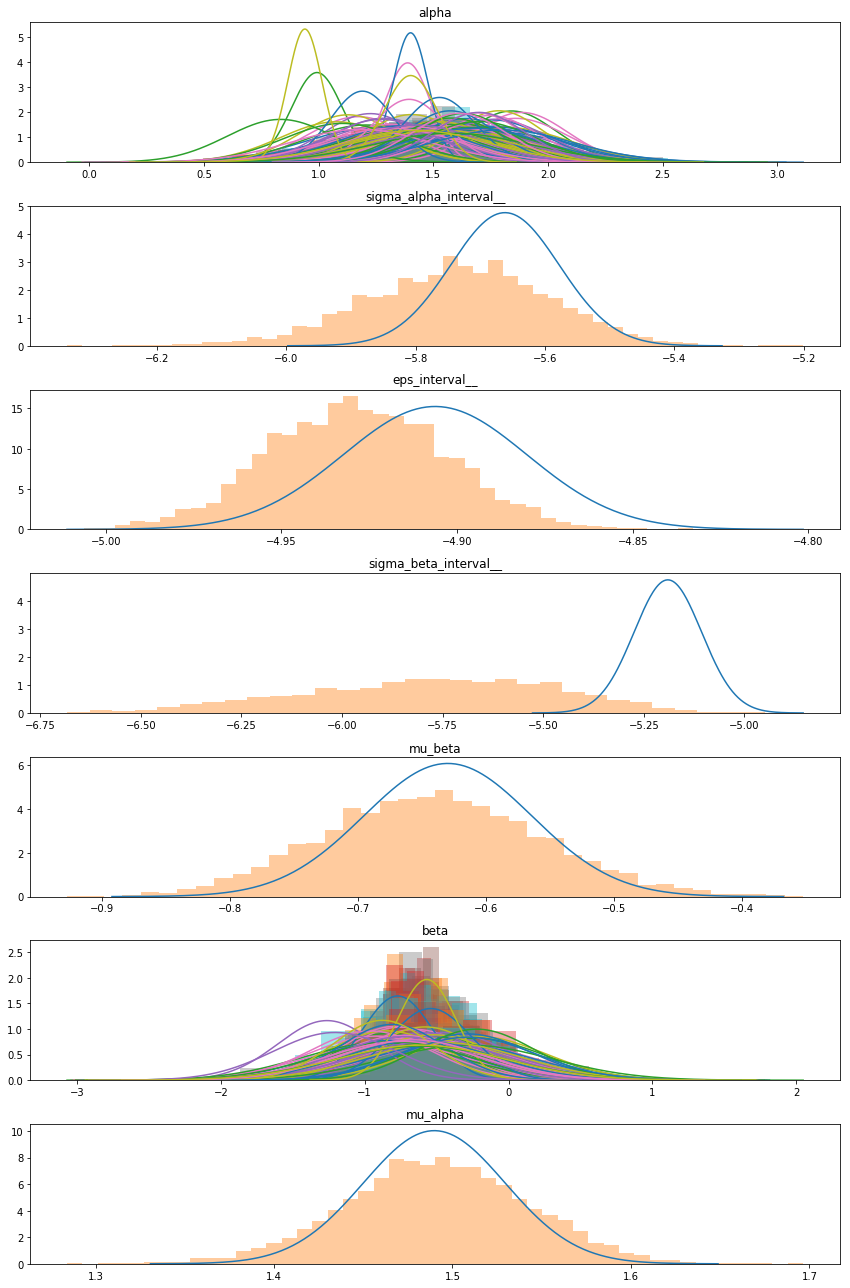 alpha
5
4
3
2
1
0
0.0 0.5 1.0 1.5 2.0 2.5 3.0
sigma_alpha_interval__
5
4
3
2
1
0
−6.2 −6.0 −5.8 −5.6 −5.4 −5.2
eps_interval__
15
10
5
0
−5.00 −4.95 −4.90 −4.85 −4.80
sigma_beta_interval__
4
3
2
1
0
−6.75 −6.50 −6.25 −6.00 −5.75 −5.50 −5.25 −5.00
mu_beta
6
4
2
0
−0.9 −0.8 −0.7 −0.6 −0.5 −0.4
beta
2.5
2.0
1.5
1.0
0.5
0.0
−3 −2 −1 0 1 2
mu_alpha
10
8
6
4
2
0
1.3 1.4 1.5 1.6 1.7